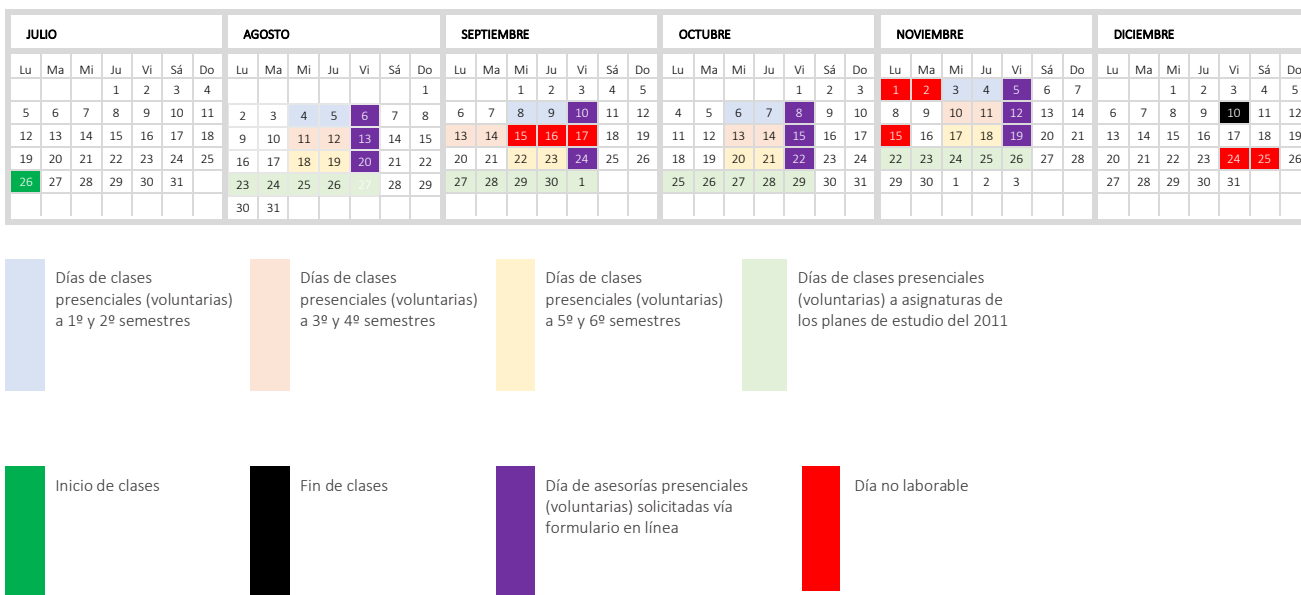 JULIO AGOSTO SEPTIEMBRE OCTUBRE NOVIEMBRE DICIEMBRE
Lu Ma Mi Ju Vi Sá Do Lu Ma Mi Ju Vi Sá Do Lu Ma Mi Ju Vi Sá Do Lu Ma Mi Ju Vi Sá Do Lu Ma Mi Ju Vi Sá Do Lu Ma Mi Ju Vi Sá Do
1 2 3 4 1 1 2 3 4 5 1 2 3 1 2 3 4 5 6 7 1 2 3 4 5
5 6 7 8 9 10 11 2 3 4 5 6 7 8 6 7 8 9 10 11 12 4 5 6 7 8 9 10 8 9 10 11 12 13 14 6 7 8 9 10 11 12
12 13 14 15 16 17 18 9 10 11 12 13 14 15 13 14 15 16 17 18 19 11 12 13 14 15 16 17 15 16 17 18 19 20 21 13 14 15 16 17 18 19
19 20 21 22 23 24 25 16 17 18 19 20 21 22 20 21 22 23 24 25 26 18 19 20 21 22 23 24 22 23 24 25 26 27 28 20 21 22 23 24 25 26
26 27 28 29 30 31 23 24 25 26 27 28 29 27 28 29 30 1 25 26 27 28 29 30 31 29 30 1 2 3 27 28 29 30 31
30 31
Días de clases
presenciales (voluntarias)
a 1º y 2º semestres
Días de clases
presenciales (voluntarias)
a 3º y 4º semestres
Días de clases
presenciales (voluntarias)
a 5º y 6º semestres
Días de clases presenciales
(voluntarias) a asignaturas de
los planes de estudio del 2011
Inicio de clases
Fin de clases
Día de asesorías presenciales
(voluntarias) solicitadas vía
formulario en línea
Día no laborable